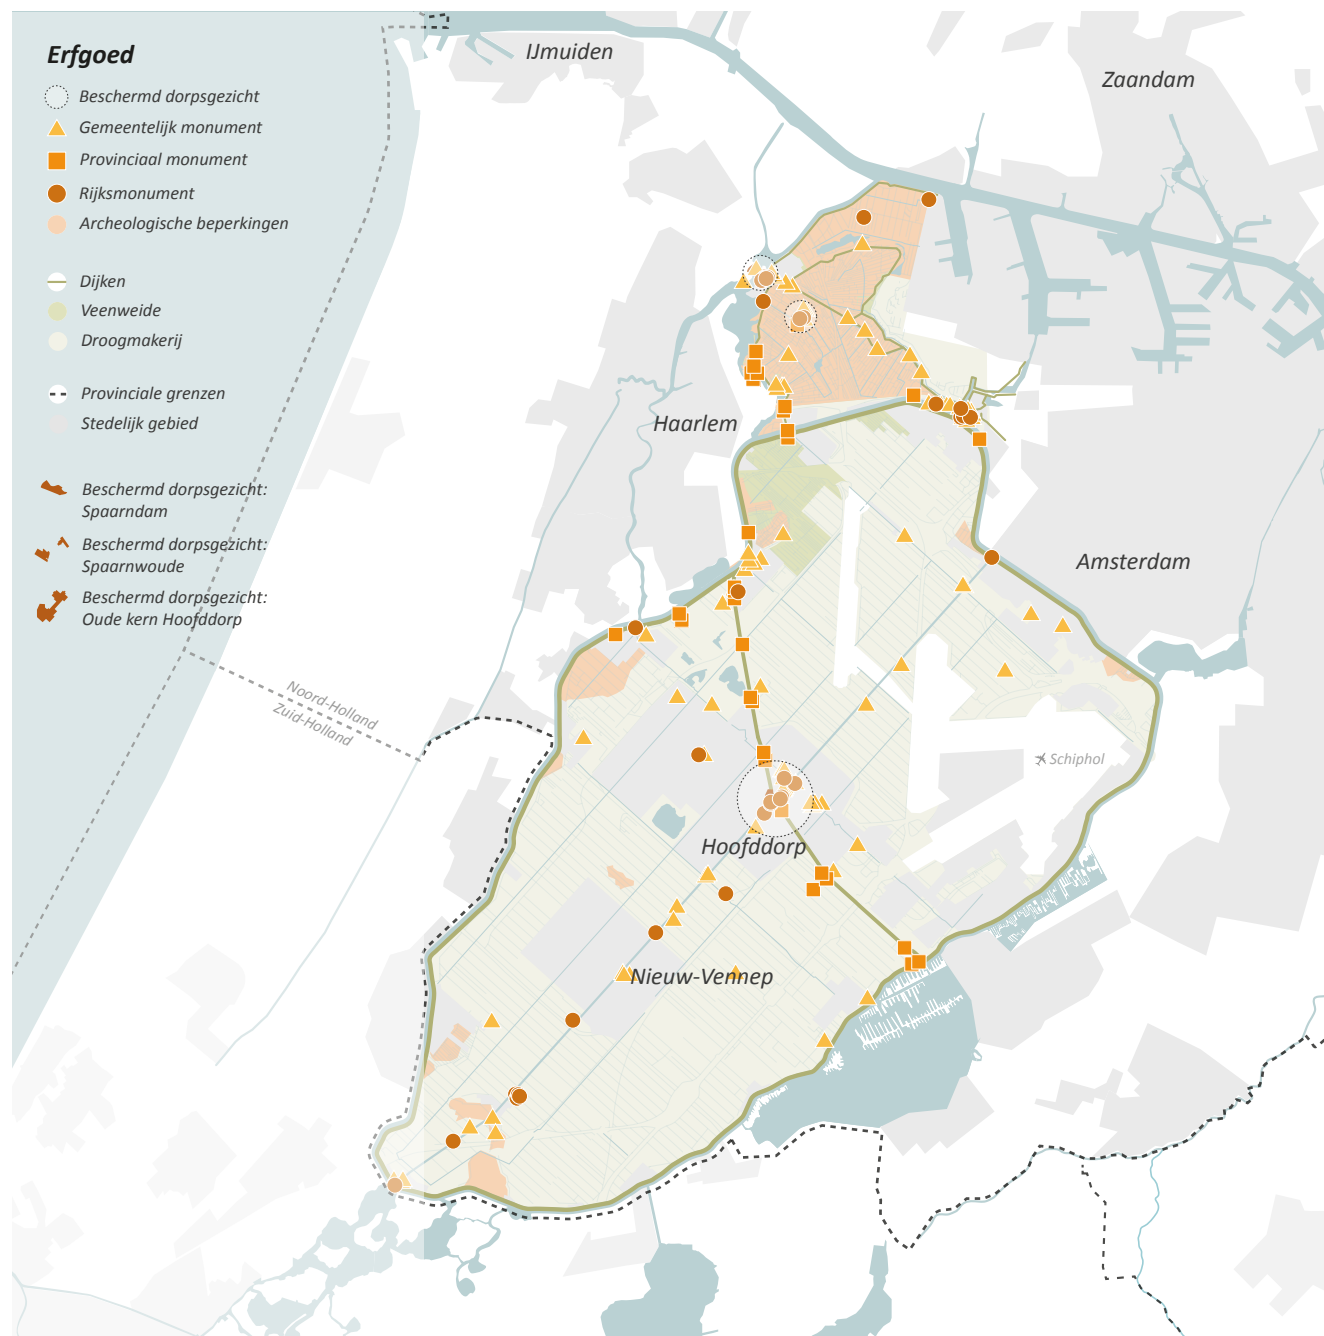 Erfgoed
Beschermd dorpsgezicht
Gemeentelijk monument
Provinciaal monument
Rijksmonument
Archeologische beperkingen
Dijken
Veenweide
Droogmakerij
Provinciale grenzen
Stedelijk gebied
Beschermd dorpsgezicht:
Spaarndam
Beschermd dorpsgezicht:
Spaarnwoude
Beschermd dorpsgezicht:
Oude kern Hoofddorp
IJmuiden
Zaandam
Haarlem
Amsterdam
Noord-Holland
Zuid-Holland
Schiphol
Hoofddorp
Nieuw-Vennep